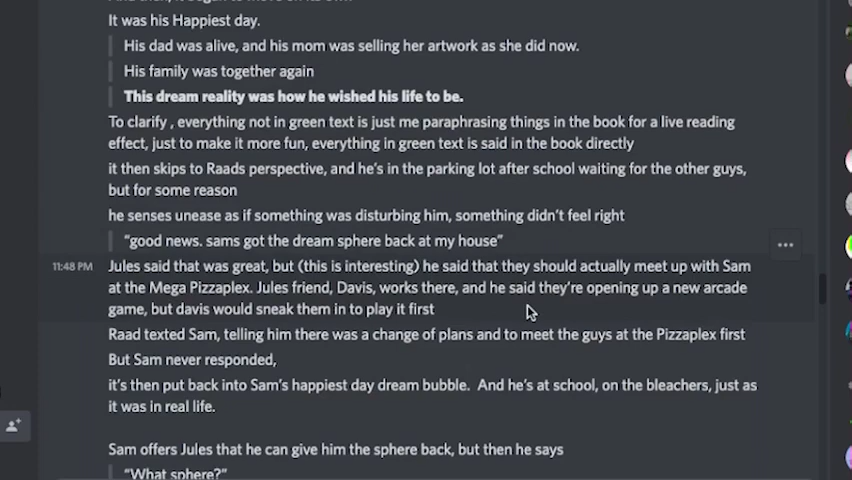 It was his Happiest day.
His dad was alive, and his mom was selling her artwork as she did now.
His family was together again
This dream reality was how he wished his life to be.
To clarify , everything not in green text is just me paraphrasing things in the book for a live reading
effect, just to make it more fun, everything in green text is said in the book directly
it then skips to Raads perspective, and he's in the parking lot after school waiting for the other guys,
but for some reason
he senses unease as if something was disturbing him, something didn't feel right
"good news. sams got the dream sphere back at my house"
11:48 PM
Jules said that was great, but (this is interesting) he said that they should actually meet up with Sam
at the Mega Pizzaplex. Jules friend, Davis, works there, and he said they're opening up a new arcade
game, but davis would sneak them in to play it first
Raad texted Sam, telling him there was a change of plans and to meet the guys at the Pizzaplex first
But Sam never responded,
it's then put back into Sam's happiest day dream bubble.  And he's at school, on the bleachers, just as
it was in real life.
Sam offers Jules that he can give him the sphere back, but then he says
"What sphere?"